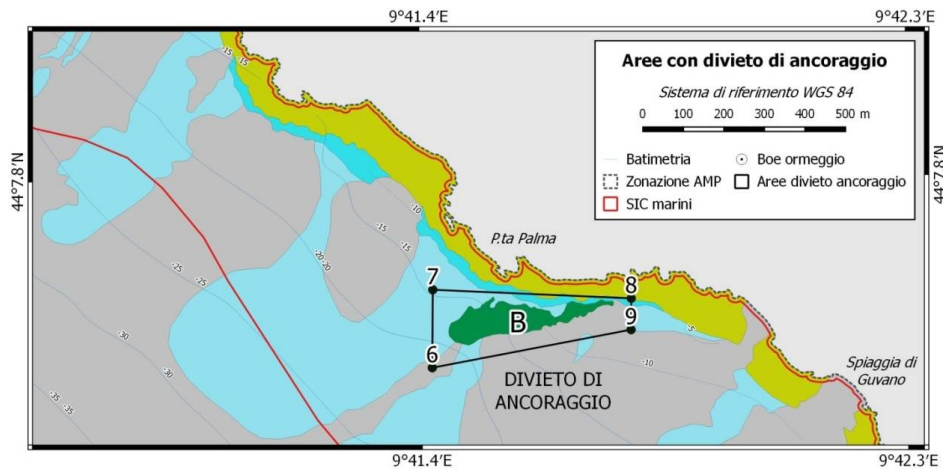 9°41.4'E
9°42.3'E
Aree con divieto di ancoraggio
Sistema di riferimento WGS 84
0 100 200 300 400 500 m
Batimetria
Boe ormeggio
Zonazione AMP
Aree divieto ancoraggio
SIC marini
44°7.8'N
44°7.8'N
-15
-15
-10
-15
-20
-20
-25
-25
-30
-30
-35
-35
P.ta Palma
7
8
B
9
6
-5
-10
DIVIETO DI
ANCORAGGIO
Spiaggia di
Guvano
9°41.4'E
9°42.3'E